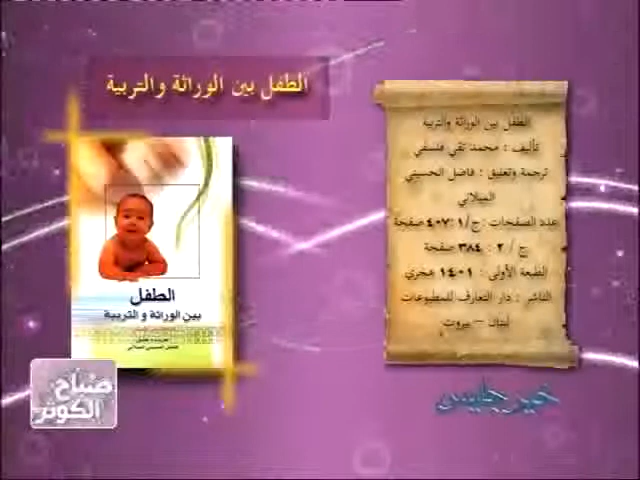 الطفل بين الوراثة والتربية
الطفل بين الوراثة والتربية
تأليف : محمد تقي فلسفي
ترجمة وتعليق : فاضل الحسيني
الميلاني
عدد الصفحات : ج/١: ٤٠٧ صفحة
ج / ٢ : ٣٨٤ صفحة
الطبعة الأولى : ١٤٠١ هجري
الناشر : دار التعارف للمطبوعات
لبنان – بيروت
الطفل
بين الوراثة و التربية
خير جليس
صباح
الكوثر